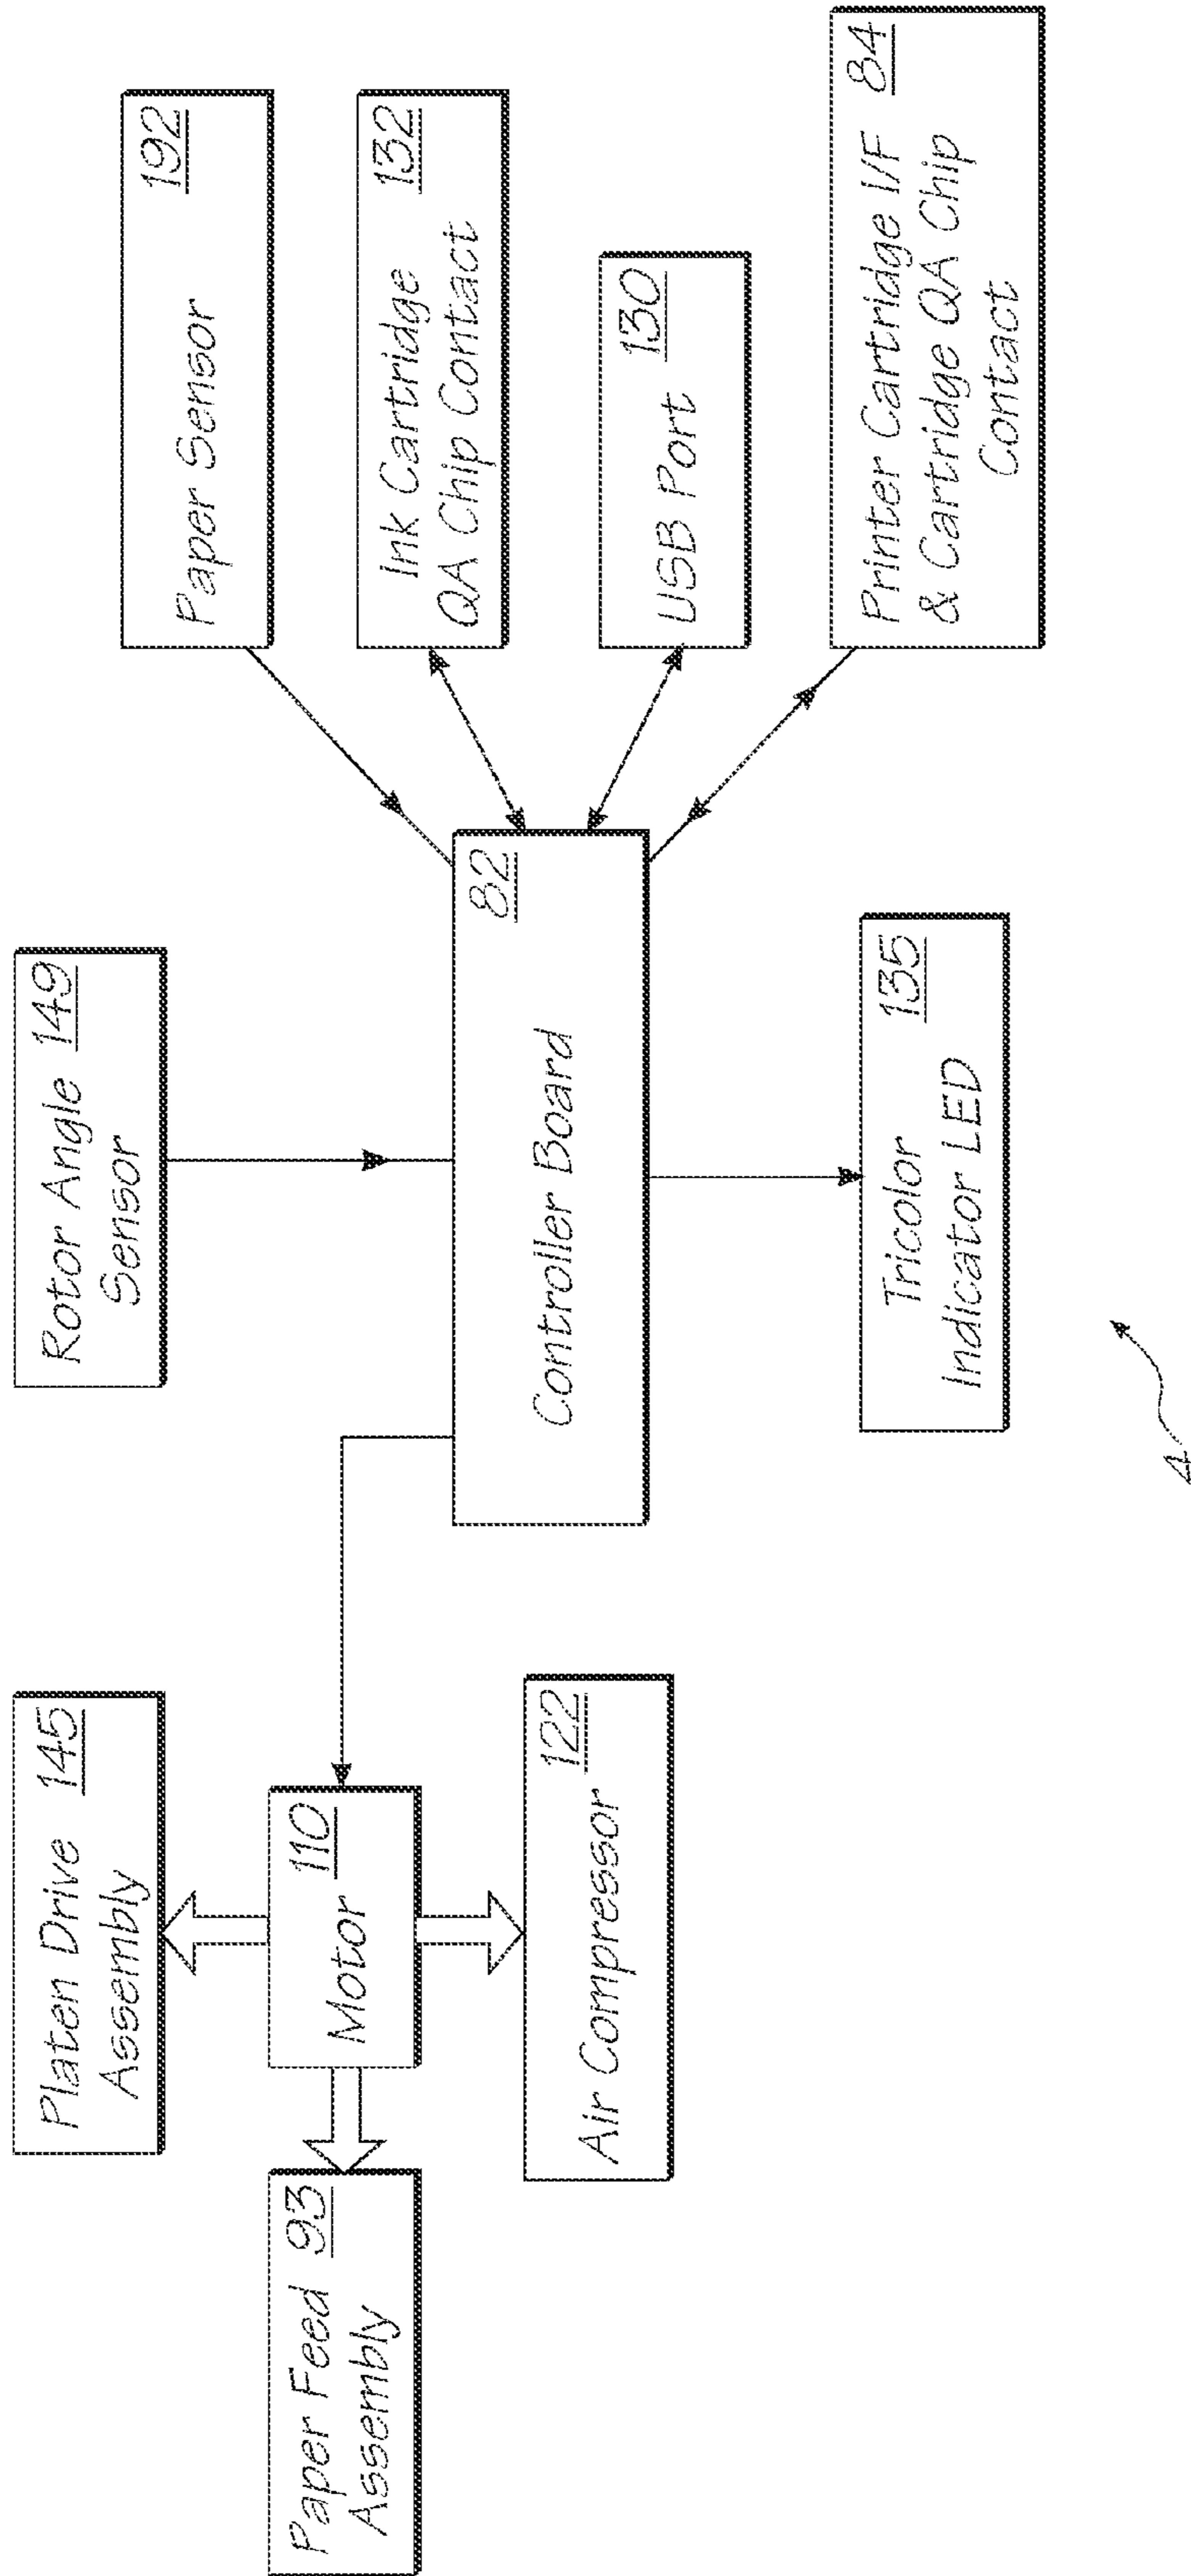 Platen Drive 145
Assembly
Rotor Angle 149
Sensor
Paper Sensor
192
Paper Feed 93
Assembly
110
Motor
Ink Cartridge 132
QA Chip Contact
82
Controller Board
122
Air Compressor
130
USB Port
Tricolor
Indicator LED 135
Printer Cartridge I/F 84
& Cartridge QA Chip
Contact
4